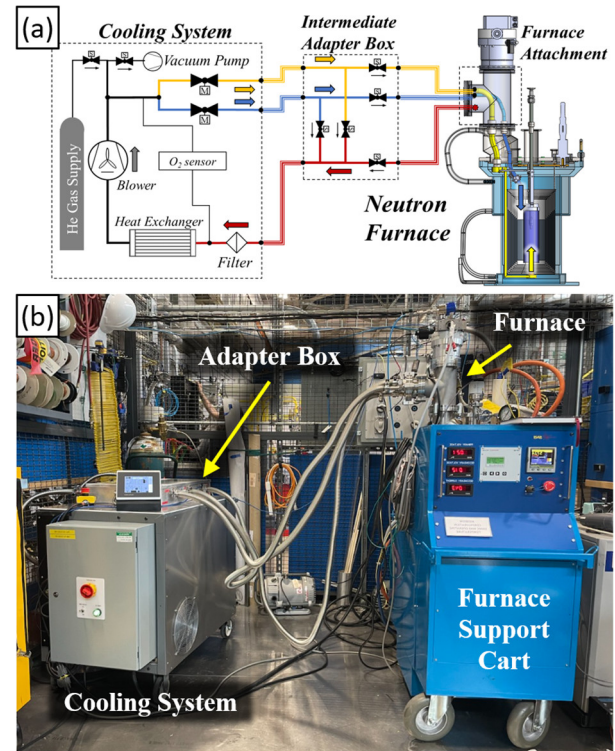 (a)
Cooling System
Intermediate
Adapter Box
Furnace
Attachment
S
S
Vacuum Pump
M
M
S
S
S
S
S
He Gas Supply
Blower
O2 sensor
Heat Exchanger
Filter
Neutron
Furnace
(b)
Adapter Box
Furnace
Cooling System
Furnace
Support
Cart